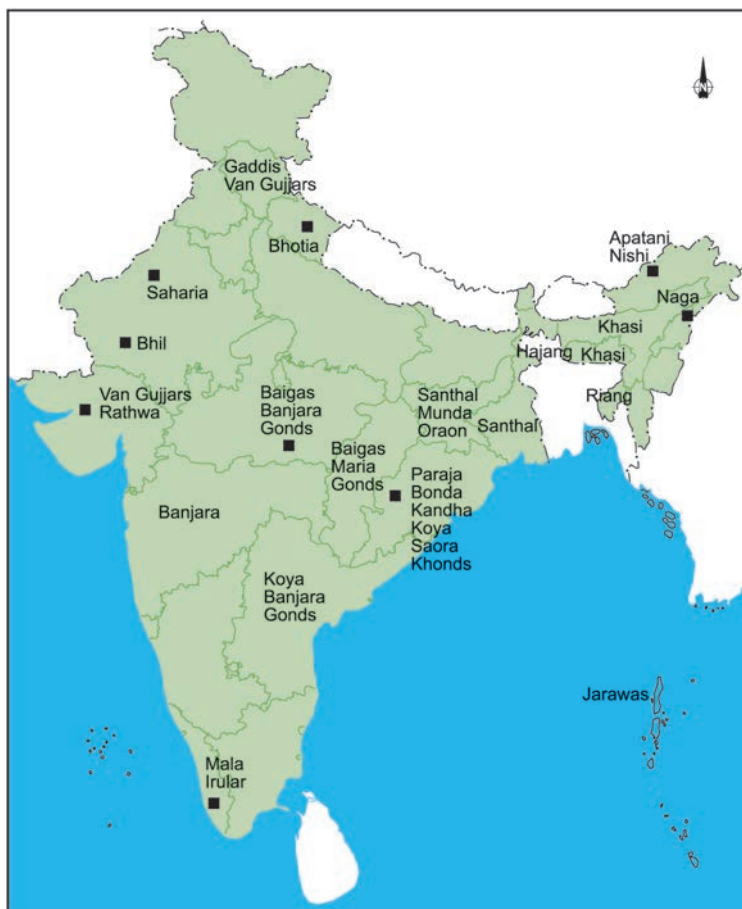 N
Gaddis
Van Gujjars
Bhotia
Apatani
Nishi
Saharia
Naga
Khasi
Bhil
Hajang
Khasi
Van Gujjars
Rathwa
Baigas
Banjara
Gonds
Santhal
Munda
Oraon
Riang
Santhal
Baigas
Maria
Gonds
Paraja
Bonda
Kandha
Koya
Saora
Khonds
Banjara
Koya
Banjara
Gonds
Jarawas
Mala
Irular